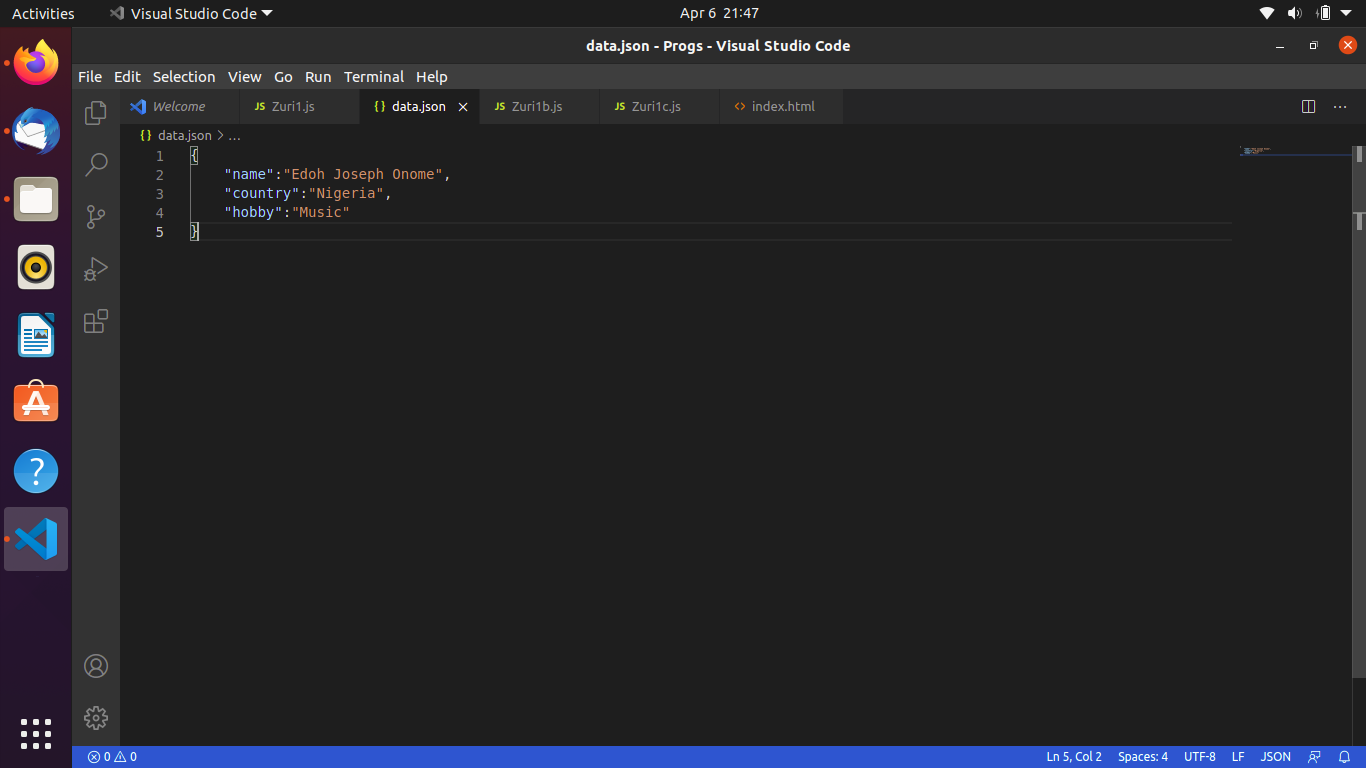 Activities Visual Studio Code Apr 6 21:47
data.json - Progs - Visual Studio Code
File Edit Selection View Go Run Terminal Help
Welcome JS Zuri1.js {} data.json JS Zuri1b.js JS Zuri1c.js <> index.html
{} data.json > ...
1 {
2 "name":"Edoh Joseph Onome",
3 "country":"Nigeria",
4 "hobby":"Music"
5 }
0 0 Ln 5, Col 2 Spaces: 4 UTF-8 LF JSON